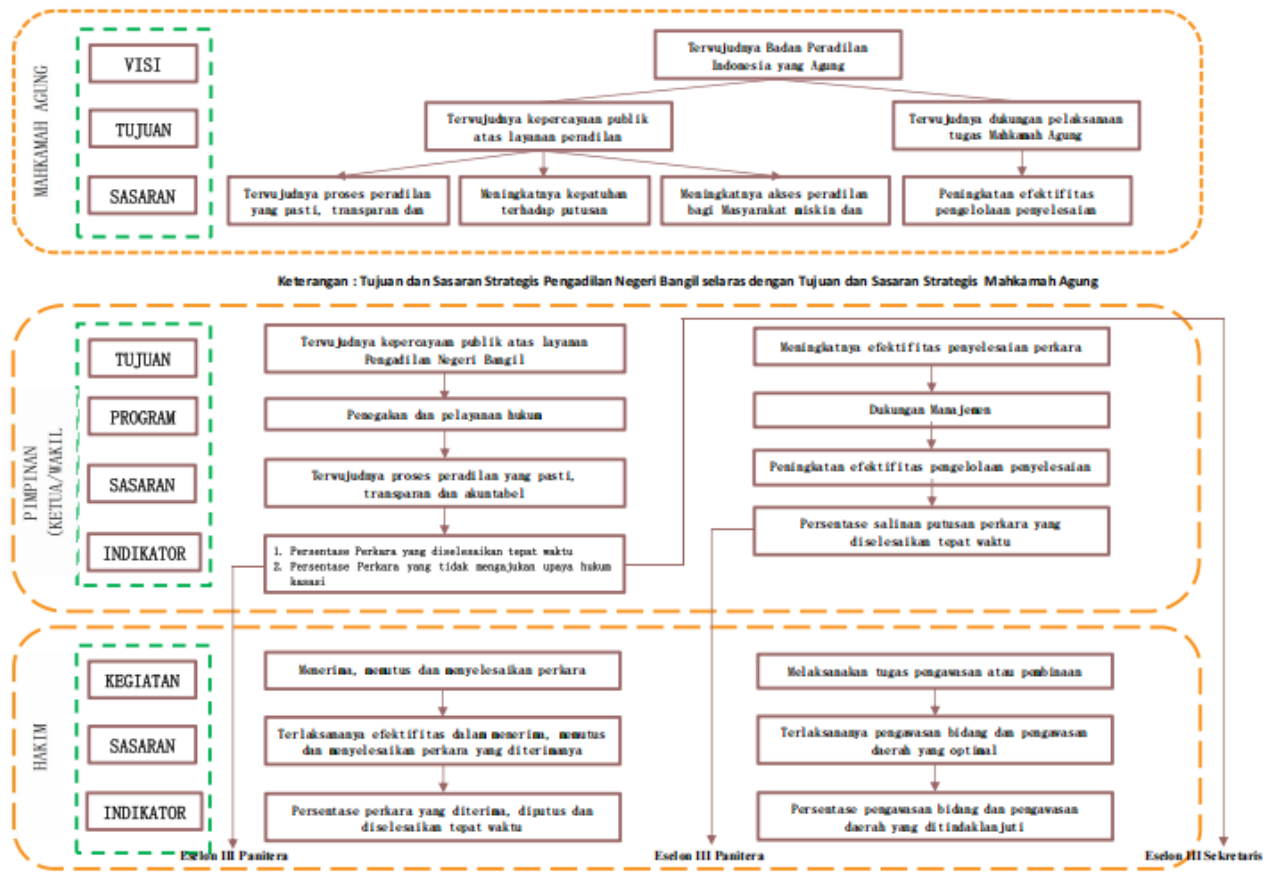 MAHKAMAH AGUNG
VISI
Terwujudnya Badan Peradilan
Indonesia yang Agung
TUJUAN
Terwujudnya kepercayaan publik
atas layanan peradilan
Terwujudnya dukungan pelaksanaan
tugas Mahkamah Agung
SASARAN
Terwujudnya proses peradilan
yang pasti, transparan dan
Meningkatnya kepatuhan
terhadap putusan
Meningkatnya akses peradilan
bagi Masyarakat miskin dan
Peningkatan efektifitas
pengelolaan penyelesaian
Keterangan : Tujuan dan Sasaran Strategis Pengadilan Negeri Bangil selaras dengan Tujuan dan Sasaran Strategis Mahkamah Agung
PIMPINAN
(KETUA/WAKIL
TUJUAN
Terwujudnya kepercayaan publik atas layanan
Pengadilan Negeri Bangil
Meningkatnya efektifitas penyelesaian perkara
PROGRAM
Penegakan dan pelayanan hukum
Dukungan Manajemen
SASARAN
Terwujudnya proses peradilan yang pasti,
transparan dan akuntabel
Peningkatan efektifitas pengelolaan penyelesaian
INDIKATOR
1. Persentase Perkara yang diselesaikan tepat waktu
2. Persentase Perkara yang tidak mengajukan upaya hukum
kasasi
Persentase salinan putusan perkara yang
diselesaikan tepat waktu
HAKIM
KEGIATAN
Menerima, memutus dan menyelesaikan perkara
Melaksanakan tugas pengawasan atau pembinaan
SASARAN
Terlaksananya efektifitas dalam menerima, memutus
dan menyelesaikan perkara yang diterimanya
Terlaksananya pengawasan bidang dan pengawasan
daerah yang optimal
INDIKATOR
Persentase perkara yang diterima, diputus dan
diselesaikan tepat waktu
Persentase pengawasan bidang dan pengawasan
daerah yang ditindaklanjuti
Eselon III Panitera
Eselon III Panitera
Eselon III Sekretaris